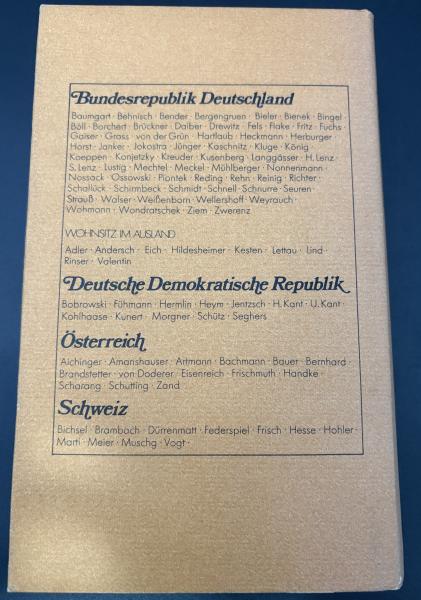 Bundesrepublik Deutschland
Baumgart · Behnisch · Bender · Bergengruen · Bieler · Bienek · Bingel
Böll · Borchert · Brückner · Daiber · Drewitz · Fels · Flake · Fritz · Fuchs
Gaiser · Grass · von der Grün · Hartlaub · Heckmann · Herburger
Horst · Janker · Jokostra · Jünger · Kaschnitz · Kluge · König
Koeppen · Konjetzky · Kreuder · Kusenberg · Langgässer · H. Lenz
S. Lenz · Lustig · Mechtel · Meckel · Mühlberger · Nonnenmann
Nossack · Ossowski · Piontek · Reding · Rehn · Reinig · Richter
Schallück · Schirmbeck · Schmidt · Schnell · Schnurre · Seuren
Strauß · Walser · Weißenborn · Wellershoff · Weyrauch
Wohmann · Wondratschek · Ziem · Zwerenz
WOHNSITZ IM AUSLAND
Adler · Andersch · Eich · Hildesheimer · Kesten · Lettau · Lind
Rinser · Valentin
Deutsche Demokratische Republik
Bobrowski · Fühmann · Hermlin · Heym · Jentzsch · H. Kant · U. Kant
Kohlhaase · Kunert · Morgner · Schütz · Seghers
Österreich
Aichinger · Amanshauser · Artmann · Bachmann · Bauer · Bernhard
Brandstetter · von Doderer · Eisenreich · Frischmuth · Handke
Scharang · Schutting · Zand
Schweiz
Bichsel · Brambach · Dürrenmatt · Federspiel · Frisch · Hesse · Hohler
Marti · Meier · Muschg · Vogt ·